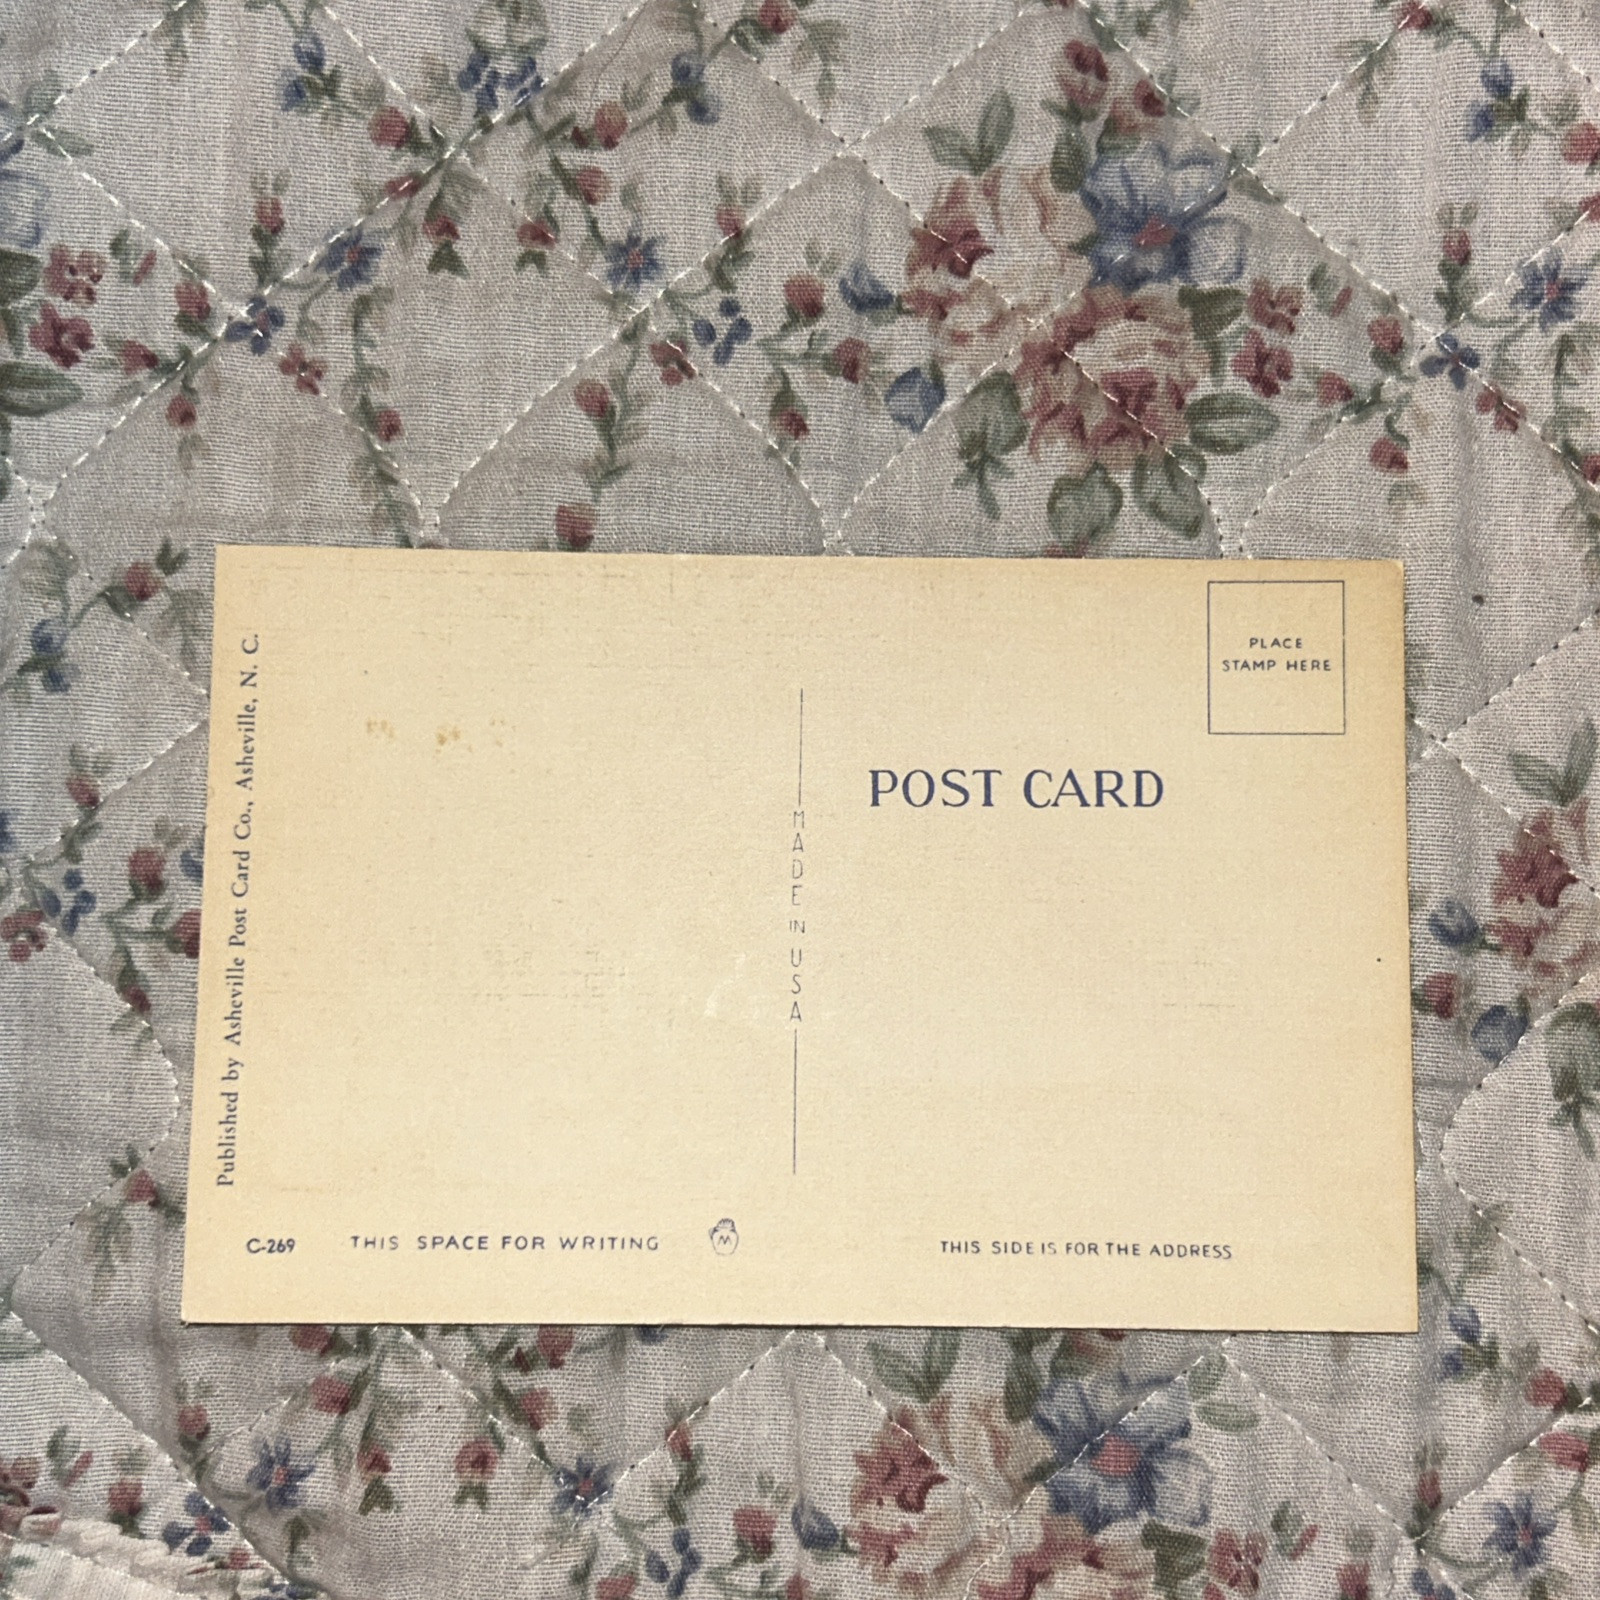 PLACE
STAMP HERE
POST CARD
MADE IN USA
Published by Asheville Post Card Co., Asheville, N. C.
C-269
THIS SPACE FOR WRITING
M
THIS SIDE IS FOR THE ADDRESS